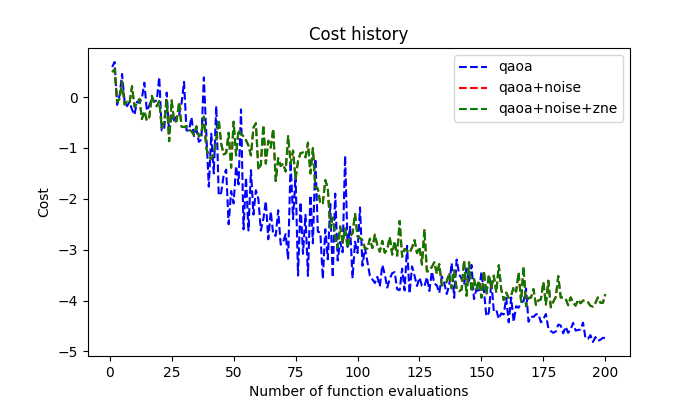 Cost history
qaoa
qaoa+noise
qaoa+noise+zne
Cost
0
−1
−2
−3
−4
−5
0 25 50 75 100 125 150 175 200
Number of function evaluations